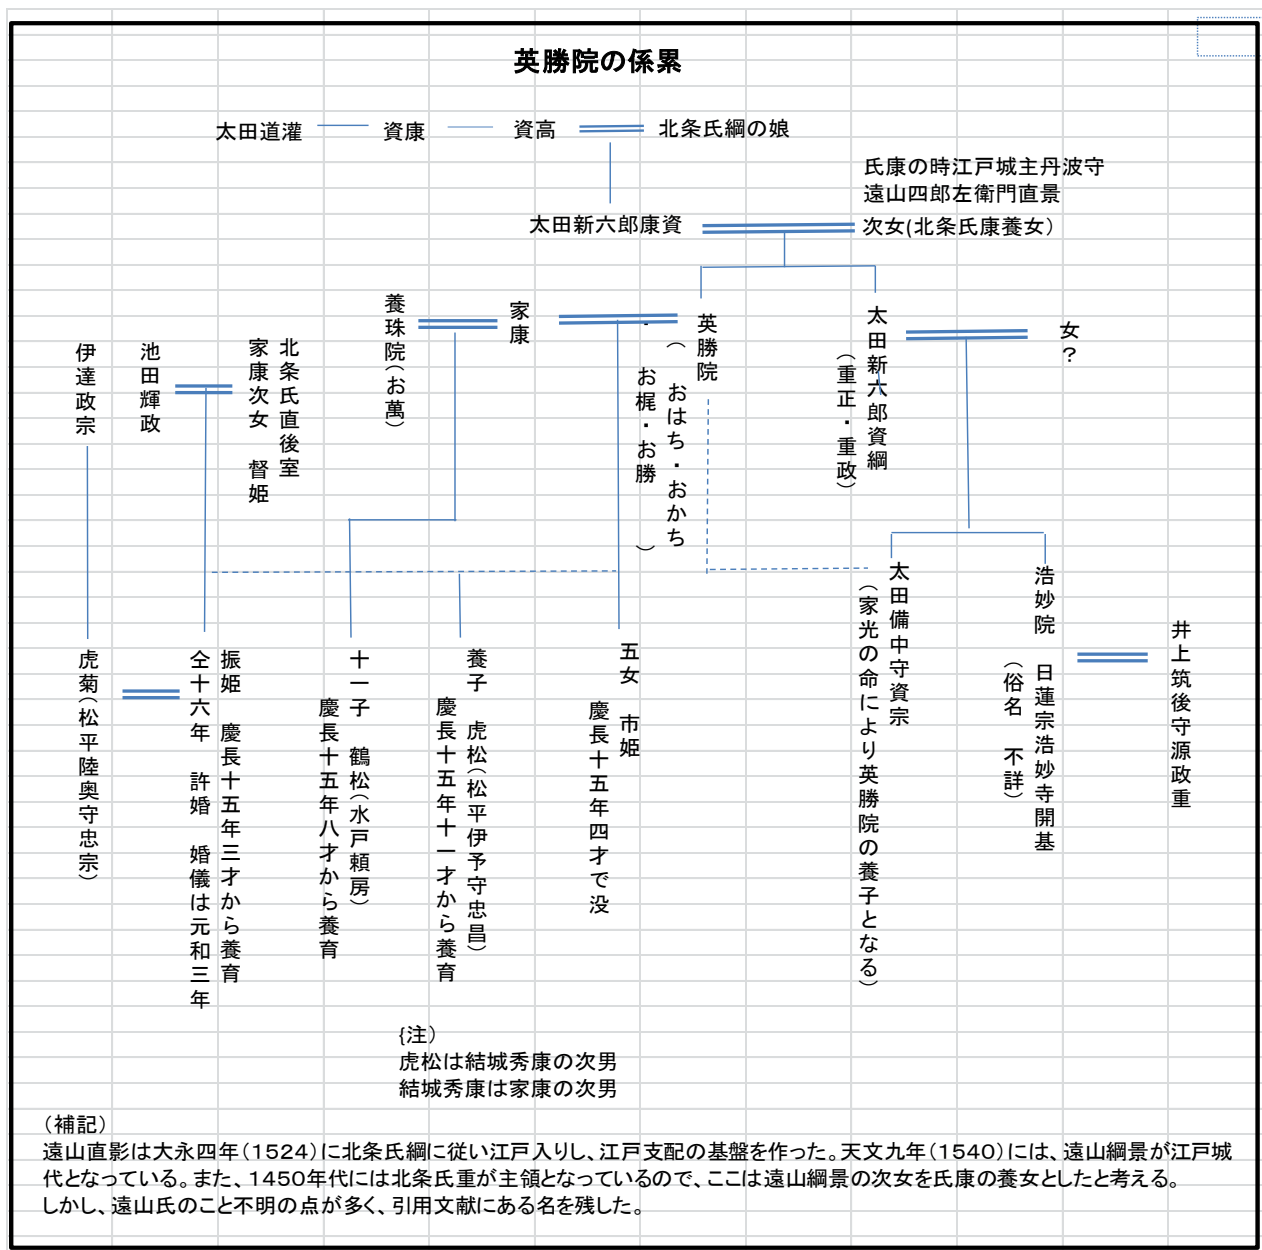 英勝院の係累
太田道灌 資康 資高 北条氏綱の娘
氏康の時江戸城主丹波守
遠山四郎左衛門直景
太田新六郎康資 次女(北条氏康養女）
女？
太田新六郎資綱
（重正・重政）
英勝院
（ おはち・おかち
・お梶・お勝 ）
家康
養珠院（お萬）
北条氏直後室
家康次女 督姫
池田輝政
伊達政宗
井上筑後守源政重
浩妙院 日蓮宗浩妙寺開基
（俗名 不詳）
太田備中守資宗
（家光の命により英勝院の養子となる）
五女 市姫
慶長十五年四才で没
養子 虎松（松平伊予守忠昌）
慶長十五年十一才から養育
十一子 鶴松（水戸頼房）
慶長十五年八才から養育
振姫 慶長十五年三才から養育
仝十六年 許婚 婚儀は元和三年
虎菊（松平陸奥守忠宗）
{注）
虎松は結城秀康の次男
結城秀康は家康の次男
（補記）
遠山直影は大永四年（1524）に北条氏綱に従い江戸入りし、江戸支配の基盤を作った。天文九年（1540）には、遠山綱景が江戸城
代となっている。また、1450年代には北条氏重が主領となっているので、ここは遠山綱景の次女を氏康の養女としたと考える。
しかし、遠山氏のこと不明の点が多く、引用文献にある名を残した。